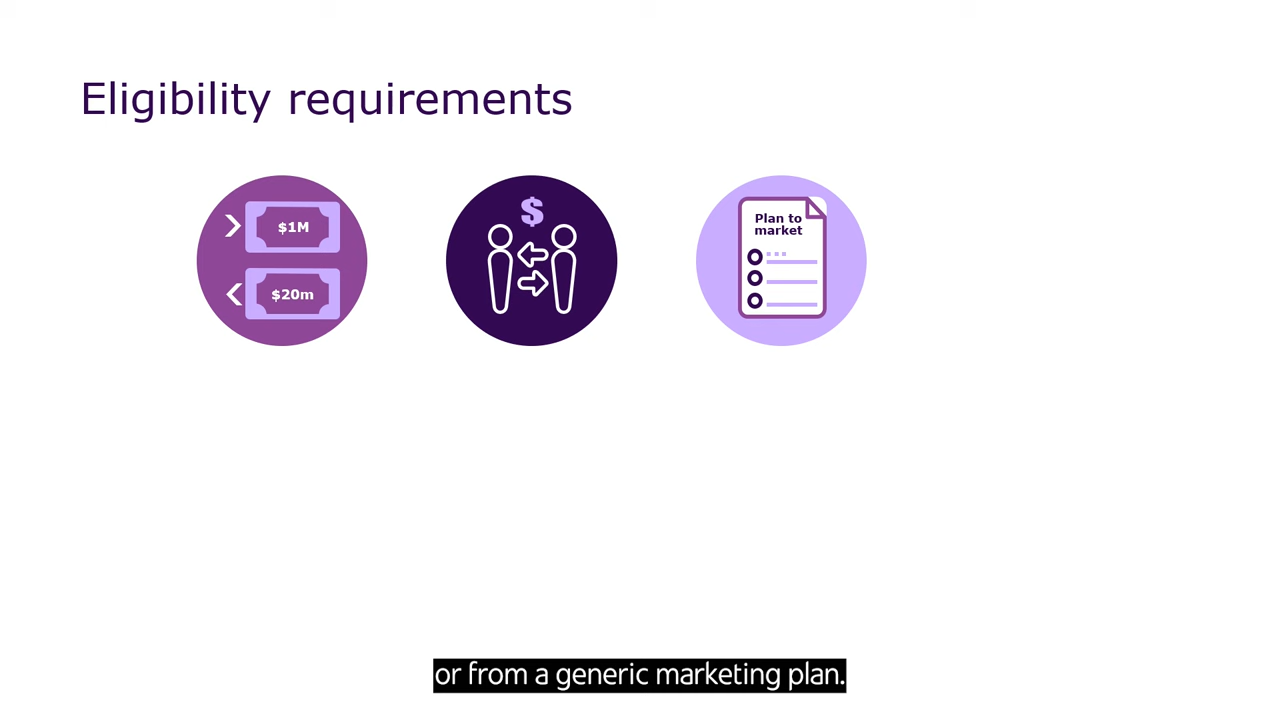 Eligibility requirements
> $1M
< $20m
$
Plan to
market
or from a generic marketing plan.